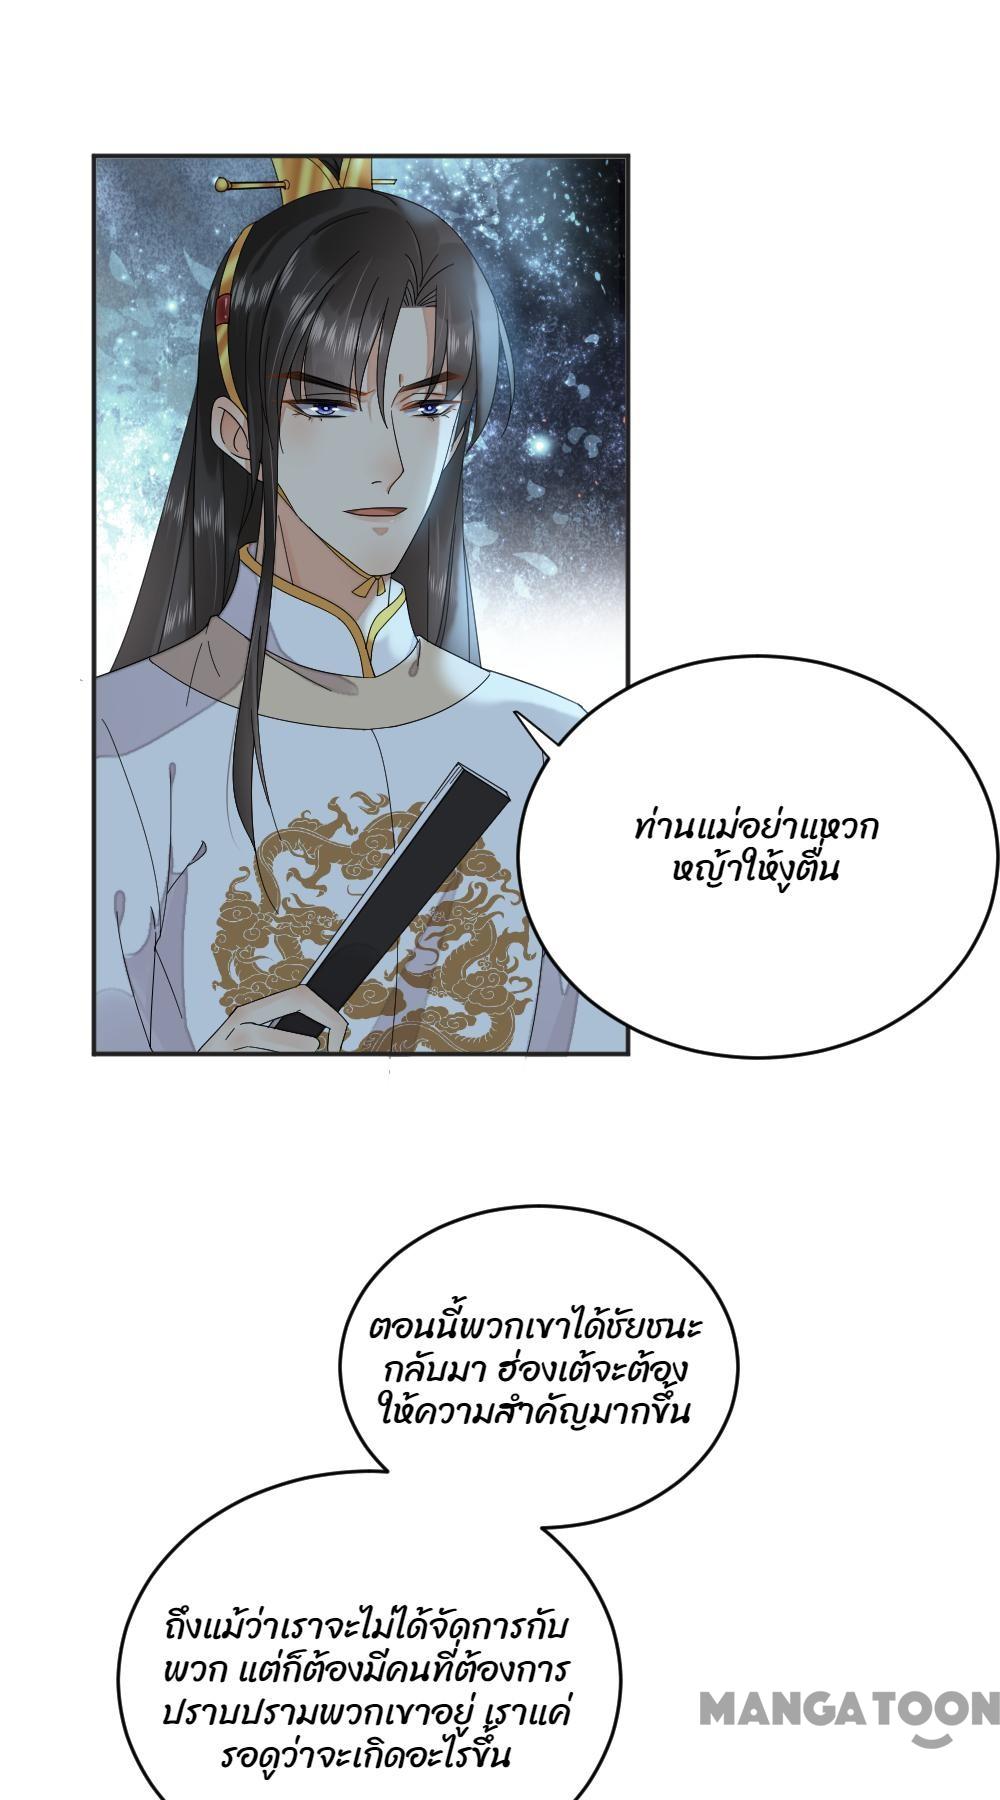 ท่านแม่อย่าแหวก
หญ้าให้งูตื่น
ตอนนี้พวกเขาได้ชัยชนะ
กลับมา ฮ่องเต้จะต้อง
ให้ความสำคัญมากขึ้น
ถึงแม้ว่าเราจะไม่ได้จัดการกับ
พวก แต่ก็ต้องมีคนที่ต้องการ
ปราบปรามพวกเขาอยู่ เราแค่
รอดูว่าจะเกิดอะไรขึ้น
MANGATOON